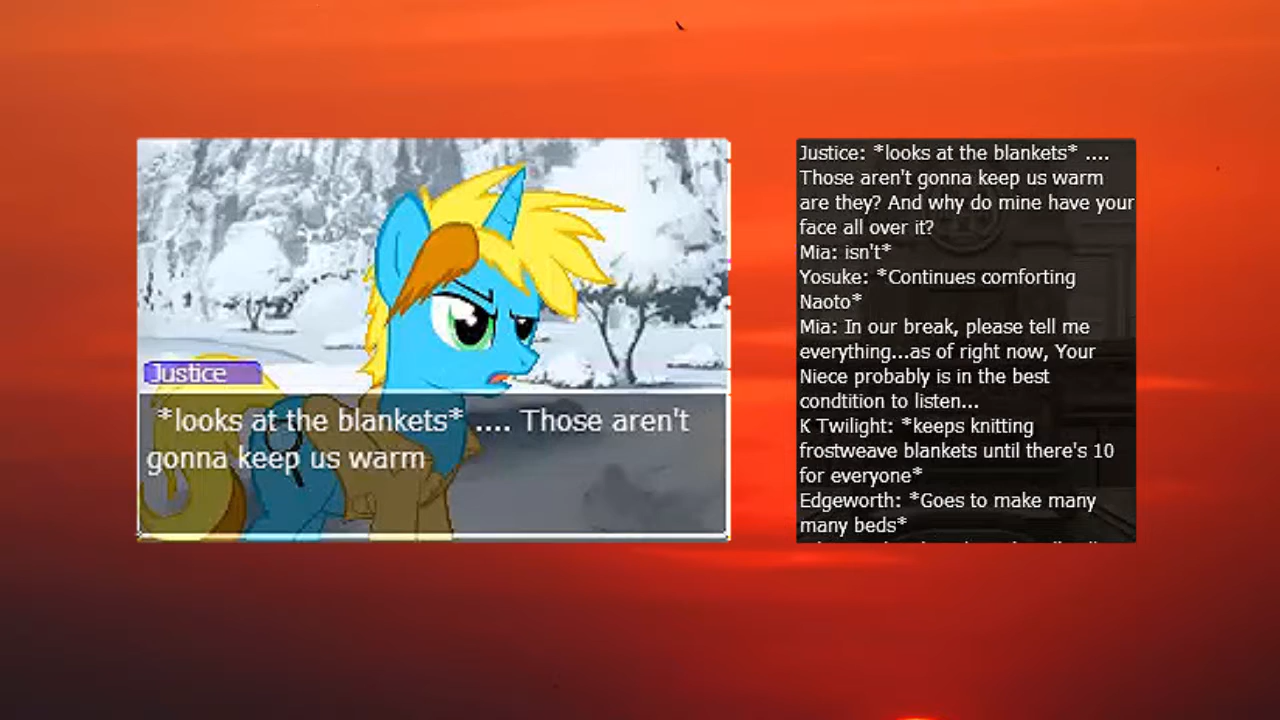 Justice
*looks at the blankets* .... Those aren't
gonna keep us warm
Justice: *looks at the blankets* ....
Those aren't gonna keep us warm
are they? And why do mine have your
face all over it?
Mia: isn't*
Yosuke: *Continues comforting
Naoto*
Mia: In our break, please tell me
everything...as of right now, Your
Niece probably is in the best
condtition to listen...
K Twilight: *keeps knitting
frostweave blankets until there's 10
for everyone*
Edgeworth: *Goes to make many
many beds*